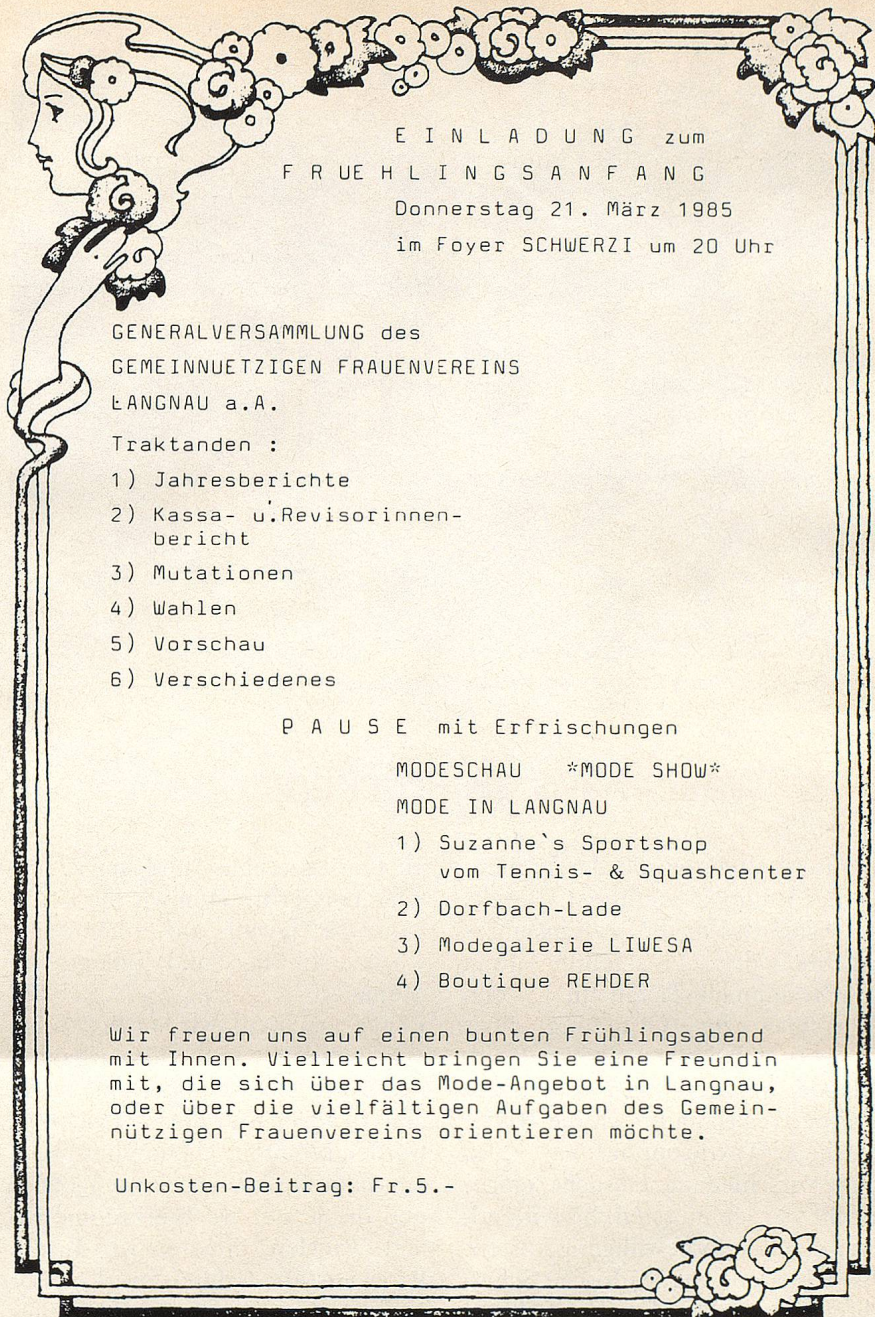 E I N L A D U N G zum
F R UE H L I N G S A N F A N G
Donnerstag 21. März 1985
im Foyer SCHWERZI um 20 Uhr
GENERALVERSAMMLUNG des
GEMEINNUETZIGEN FRAUENVEREINS
LANGNAU a.A.
Traktanden :
1) Jahresberichte
2) Kassa- u.Revisorinnen-
bericht
3) Mutationen
4) Wahlen
5) Vorschau
6) Verschiedenes
P A U S E mit Erfrischungen
MODESCHAU *MODE SHOW*
MODE IN LANGNAU
1) Suzanne`s Sportshop
vom Tennis- & Squashcenter
2) Dorfbach-Lade
3) Modegalerie LIWESA
4) Boutique REHDER
Wir freuen uns auf einen bunten Frühlingsabend
mit Ihnen. Vielleicht bringen Sie eine Freundin
mit, die sich über das Mode-Angebot in Langnau,
oder über die vielfältigen Aufgaben des Gemein-
nützigen Frauenvereins orientieren möchte.
Unkosten-Beitrag: Fr.5.-